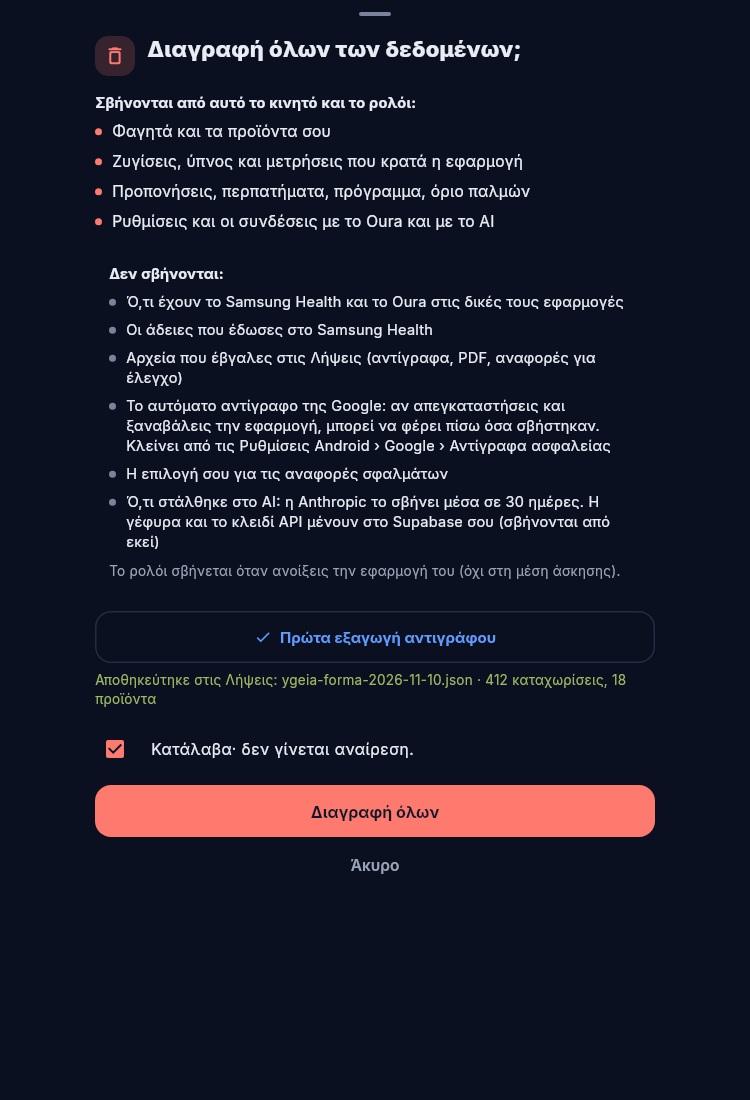 Διαγραφή όλων των δεδομένων;
Σβήνονται από αυτό το κινητό και το ρολόι:
Φαγητά και τα προϊόντα σου
Ζυγίσεις, ύπνος και μετρήσεις που κρατά η εφαρμογή
Προπονήσεις, περπατήματα, πρόγραμμα, όριο παλμών
Ρυθμίσεις και οι συνδέσεις με το Oura και με το AI
Δεν σβήνονται:
Ό,τι έχουν το Samsung Health και το Oura στις δικές τους εφαρμογές
Οι άδειες που έδωσες στο Samsung Health
Αρχεία που έβγαλες στις Λήψεις (αντίγραφα, PDF, αναφορές για
έλεγχο)
Το αυτόματο αντίγραφο της Google: αν απεγκαταστήσεις και
ξαναβάλεις την εφαρμογή, μπορεί να φέρει πίσω όσα σβήστηκαν.
Κλείνει από τις Ρυθμίσεις Android › Google › Αντίγραφα ασφαλείας
Η επιλογή σου για τις αναφορές σφαλμάτων
Ό,τι στάλθηκε στο AI: η Anthropic το σβήνει μέσα σε 30 ημέρες. Η
γέφυρα και το κλειδί API μένουν στο Supabase σου (σβήνονται από
εκεί)
Το ρολόι σβήνεται όταν ανοίξεις την εφαρμογή του (όχι στη μέση άσκησης).
Πρώτα εξαγωγή αντιγράφου
Αποθηκεύτηκε στις Λήψεις: ygeia-forma-2026-11-10.json · 412 καταχωρίσεις, 18
προϊόντα
Κατάλαβα· δεν γίνεται αναίρεση.
Διαγραφή όλων
Άκυρο